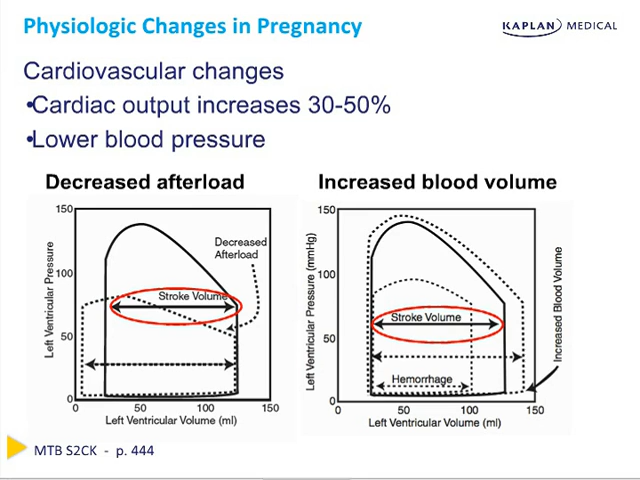 Physiologic Changes in Pregnancy
KAPLAN MEDICAL
Cardiovascular changes
•Cardiac output increases 30-50%
•Lower blood pressure
Decreased afterload
Increased blood volume
150
100
50
0
Left Ventricular Pressure
Decreased
Afterload
Stroke Volume
50
100
150
Left Ventricular Volume (ml)
150
100
50
0
Left Ventricular Pressure (mmHg)
Stroke Volume
Hemorrhage
Increased Blood Volume
0
50
100
150
Left Ventricular Volume (ml)
MTB S2CK - p. 444